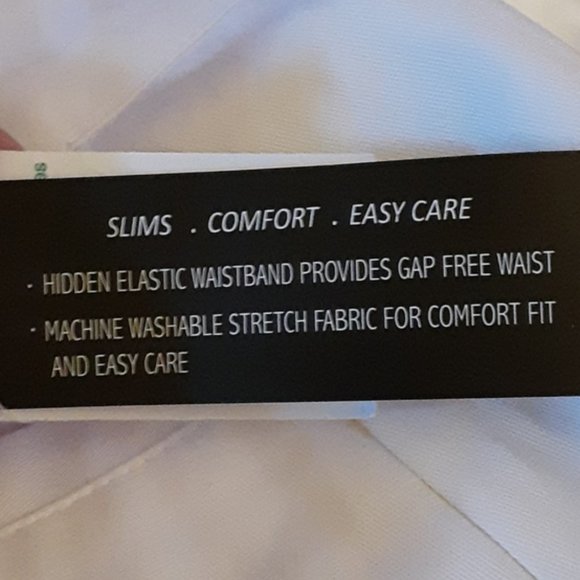 SLIMS . COMFORT . EASY CARE
· HIDDEN ELASTIC WAISTBAND PROVIDES GAP FREE WAIST
· MACHINE WASHABLE STRETCH FABRIC FOR COMFORT FIT
AND EASY CARE